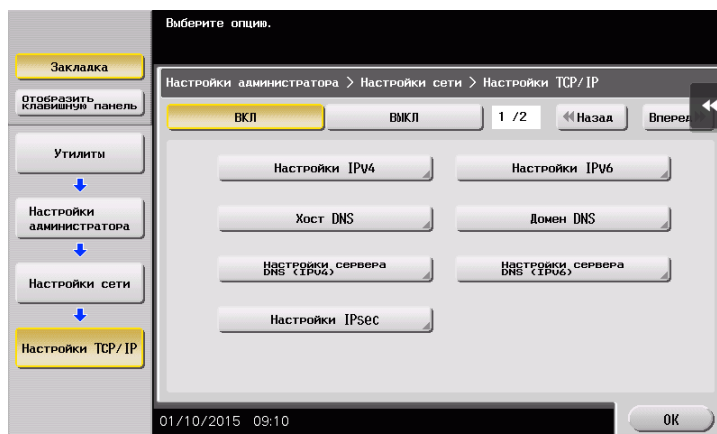 Выберите опцию.
Закладка
Отобразить
клавишную панель
Утилиты
Настройки
администратора
Настройки сети
Настройки TCP/IP
Настройки администратора > Настройки сети > Настройки TCP/IP
ВКЛ
ВЫКЛ
1 /2
Назад
Вперед
Настройки IPv4
Настройки IPv6
Хост DNS
Домен DNS
Настройки сервера
DNS (IPv4)
Настройки сервера
DNS (IPv6)
Настройки IPsec
01/10/2015 09:10
OK